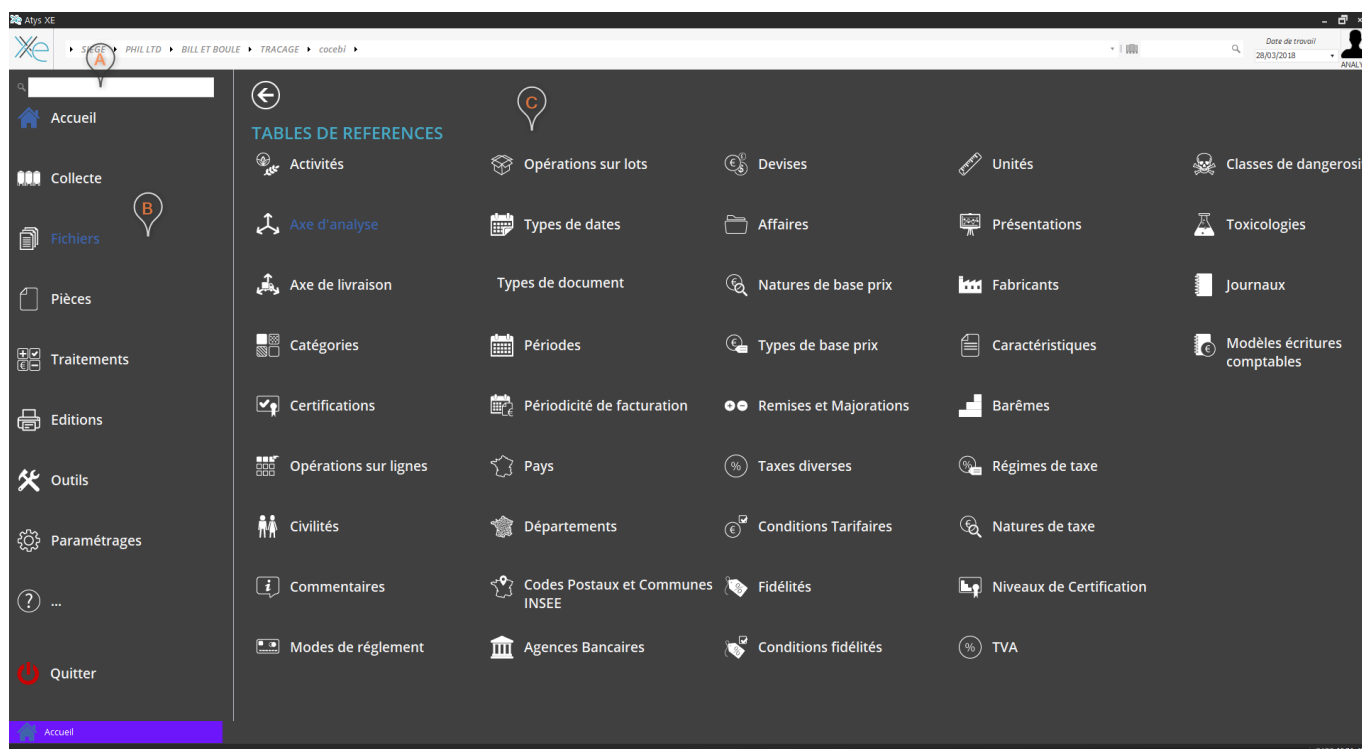 Atys XE
Xe SIEGE PHIL LTD BILL ET BOULE TRACAGE cocebi
Date de travail
28/03/2018
ANALY
A
Accueil
Collecte
B
Fichiers
Pièces
Traitements
Editions
Outils
Paramétrages
? ...
Quitter
Accueil
C
TABLES DE REFERENCES
Activités
Axe d'analyse
Axe de livraison
Catégories
Certifications
Opérations sur lignes
Civilités
Commentaires
Modes de réglement
Opérations sur lots
Types de dates
Types de document
Périodes
Périodicité de facturation
Pays
Départements
Codes Postaux et Communes
INSEE
Agences Bancaires
Devises
Affaires
Natures de base prix
Types de base prix
Remises et Majorations
Taxes diverses
Conditions Tarifaires
Fidélités
Conditions fidélités
Unités
Présentations
Fabricants
Caractéristiques
Barêmes
Régimes de taxe
Natures de taxe
Niveaux de Certification
TVA
Classes de dangerosi
Toxicologies
Journaux
Modèles écritures
comptables